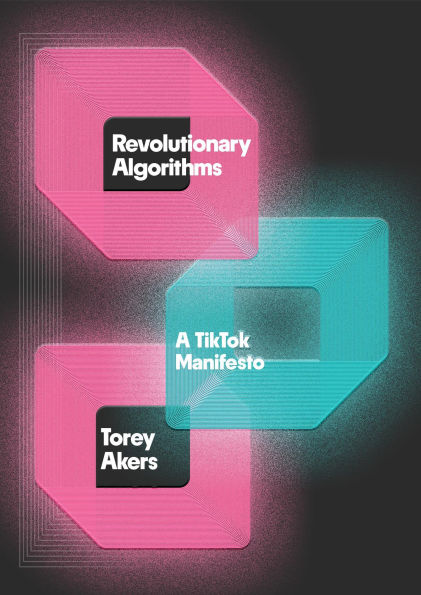 Revolutionary
Algorithms
A TikTok
Manifesto
Torey
Akers